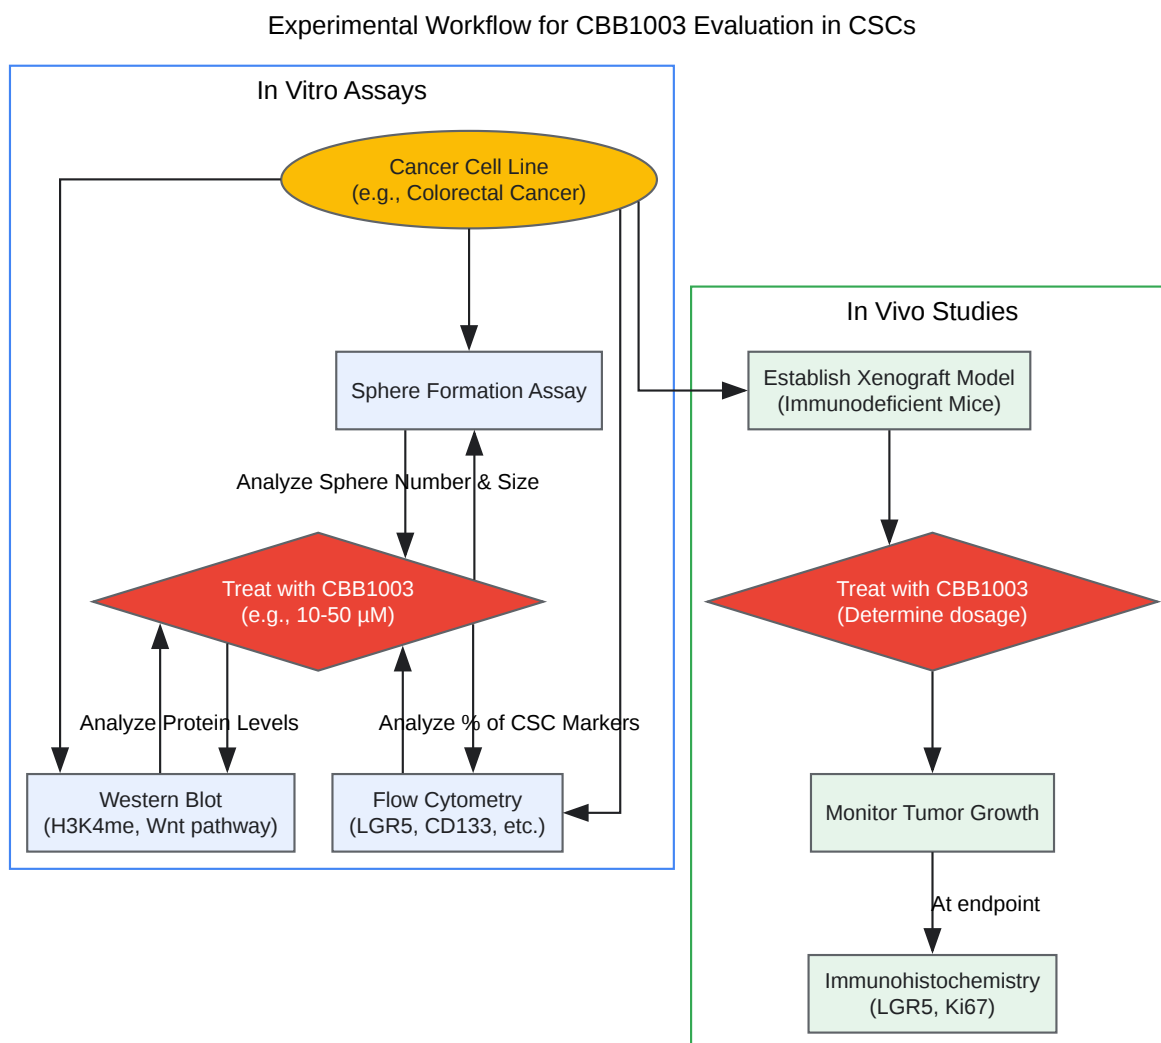 Experimental Workflow for CBB1003 Evaluation in CSCs
In Vitro Assays
Cancer Cell Line
(e.g., Colorectal Cancer)
In Vivo Studies
Sphere Formation Assay
Establish Xenograft Model
(Immunodeficient Mice)
Analyze Sphere Number & Size
Treat with CBB1003
(e.g., 10-50 µM)
Treat with CBB1003
(Determine dosage)
Analyze Protein Levels
Analyze % of CSC Markers
Western Blot
(H3K4me, Wnt pathway)
Flow Cytometry
(LGR5, CD133, etc.)
Monitor Tumor Growth
At endpoint
Immunohistochemistry
(LGR5, Ki67)